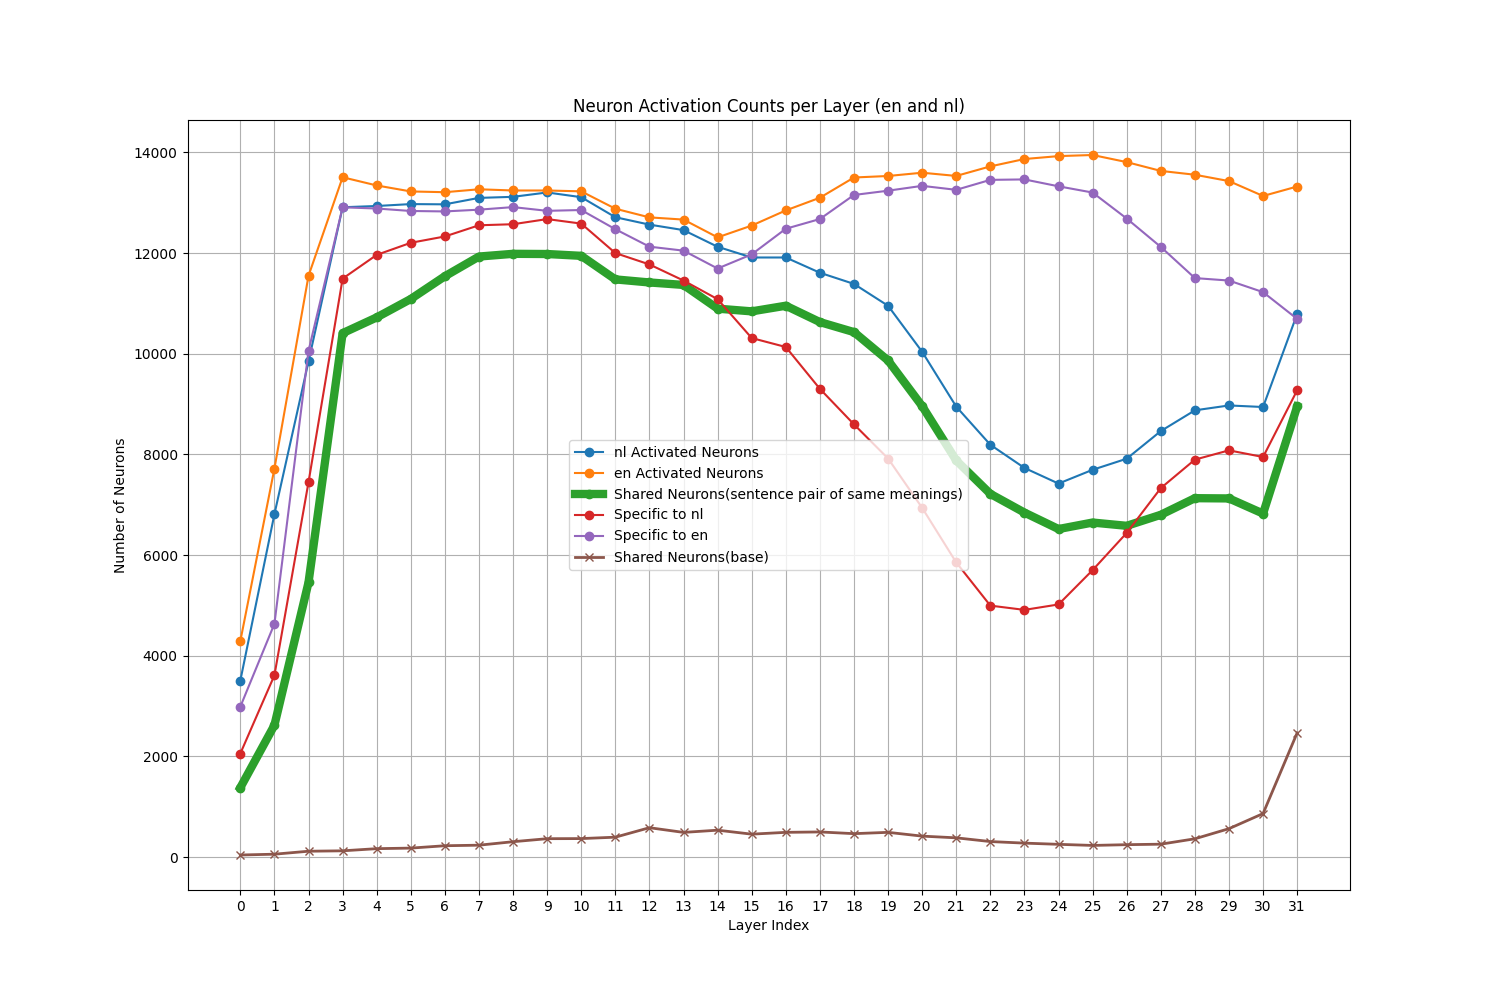 Neuron Activation Counts per Layer (en and nl)
14000
12000
10000
8000
6000
4000
2000
0
Number of Neurons
nl Activated Neurons
en Activated Neurons
Shared Neurons(sentence pair of same meanings)
Specific to nl
Specific to en
Shared Neurons(base)
0 1 2 3 4 5 6 7 8 9 10 11 12 13 14 15 16 17 18 19 20 21 22 23 24 25 26 27 28 29 30 31
Layer Index